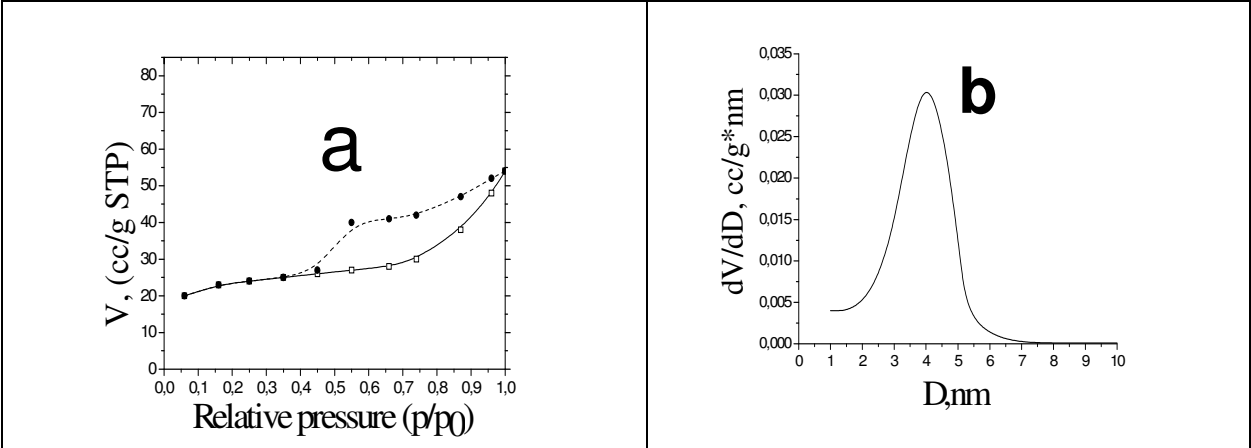 a
V, (cc/g STP)
80
70
60
50
40
30
20
10
0
0,0 0,1 0,2 0,3 0,4 0,5 0,6 0,7 0,8 0,9 1,0
Relative pressure (p/p0)
b
dV/dD, cc/g*nm
0,035
0,030
0,025
0,020
0,015
0,010
0,005
0,000
0 1 2 3 4 5 6 7 8 9 10
D,nm